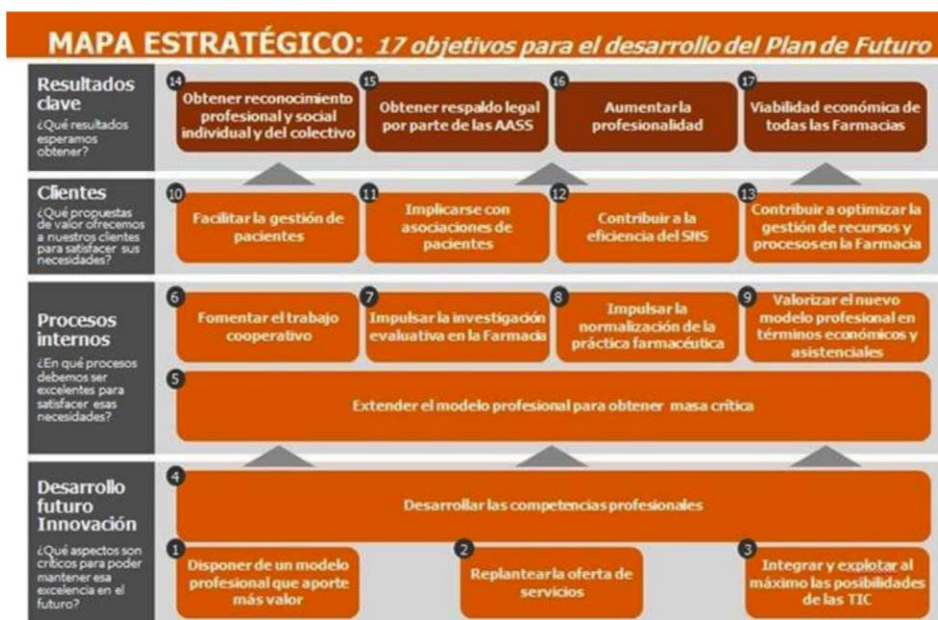 MAPA ESTRATÉGICO: 17 objetivos para el desarrollo del Plan de Futuro
Resultados
clave
¿Qué resultados
esperamos
obtener?
14
Obtener reconocimiento
profesional y social
individual y del colectivo
15
Obtener respaldo legal
por parte de las AASS
16
Aumentar la
profesionalidad
17
Viabilidad económica de
todas las Farmacias
Clientes
¿Qué propuestas
de valor ofrecemos
a nuestros clientes
para satisfacer sus
necesidades?
10
Facilitar la gestión de
pacientes
11
Implicarse con
asociaciones de
pacientes
12
Contribuir a la
eficiencia del SNS
13
Contribuir a optimizar la
gestión de recursos y
procesos en la Farmacia
Procesos
internos
¿En qué procesos
debemos ser
excelentes para
satisfacer esas
necesidades?
6
Fomentar el trabajo
cooperativo
7
Impulsar la investigación
evaluativa en la Farmacia
8
Impulsar la
normalización de la
práctica farmacéutica
9
Valorizar el nuevo
modelo profesional en
términos económicos y
asistenciales
5
Extender el modelo profesional para obtener masa crítica
Desarrollo
futuro
Innovación
¿Qué aspectos son
críticos para poder
mantener esa
excelencia en el
futuro?
4
Desarrollar las competencias profesionales
1
Disponer de un modelo
profesional que aporte
más valor
2
Replantear la oferta de
servicios
3
Integrar y explotar al
máximo las posibilidades
de las TIC